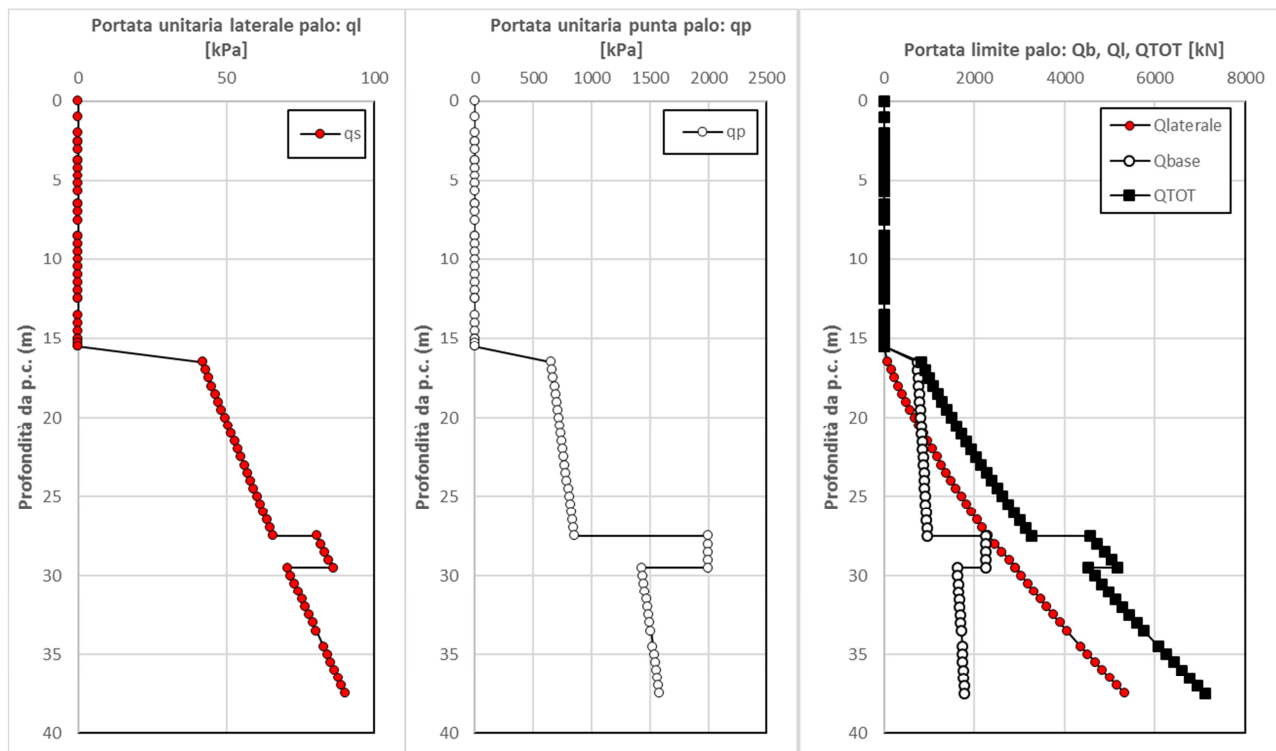 Portata unitaria laterale palo: ql
[kPa]
0 50 100
0
5
10
15
20
25
30
35
40
Profondità da p.c. (m)
qs
Portata unitaria punta palo: qp
[kPa]
0 500 1000 1500 2000 2500
0
5
10
15
20
25
30
35
40
Profondità da p.c. (m)
qp
Portata limite palo: Qb, Ql, QTOT [kN]
0 2000 4000 6000 8000
0
5
10
15
20
25
30
35
40
Profondità da p.c. (m)
Qlaterale
Qbase
QTOT